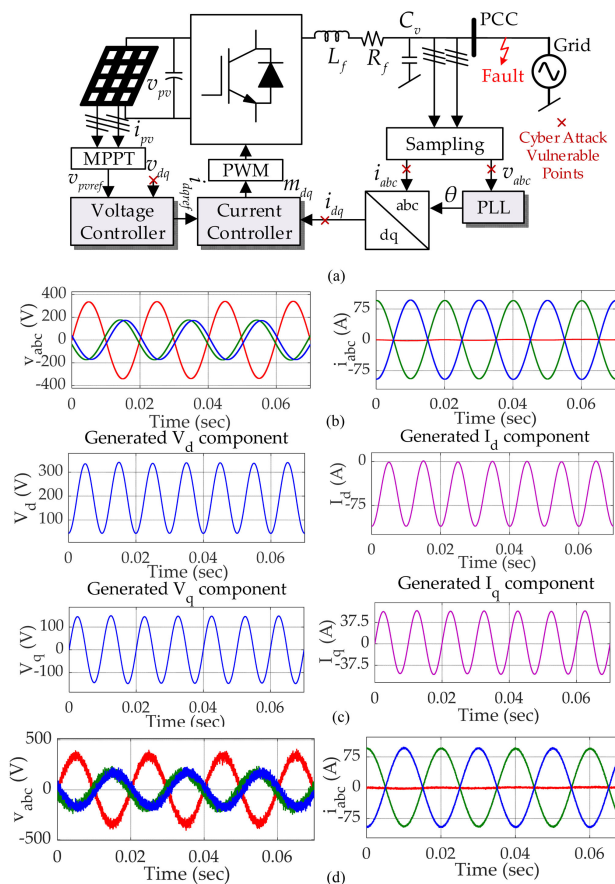 C_v
PCC
Grid
L_f
R_f
Fault
v_pv
i_pv
MPPT
v_pvref
v_dq
PWM
i_dqref
m_dq
Voltage
Controller
Current
Controller
i_dq
Sampling
i_abc
v_abc
abc
dq
θ
PLL
Cyber Attack
Vulnerable
Points
(a)
400
200
0
-200
-400
v_abc (V)
0 0.02 0.04 0.06
Time (sec)
75
0
-75
i_abc (A)
0 0.02 0.04 0.06
Time (sec)
(b)
Generated V_d component
300
200
100
V_d (V)
0 0.02 0.04 0.06
Time (sec)
Generated I_d component
0
-75
I_d (A)
0 0.02 0.04 0.06
Time (sec)
Generated V_q component
100
0
-100
V_q (V)
0 0.02 0.04 0.06
Time (sec)
Generated I_q component
37.5
0
-37.5
I_q (A)
0 0.02 0.04 0.06
Time (sec)
(c)
500
0
-500
v_abc (V)
0 0.02 0.04 0.06
Time (sec)
75
0
-75
i_abc (A)
0 0.02 0.04 0.06
Time (sec)
(d)